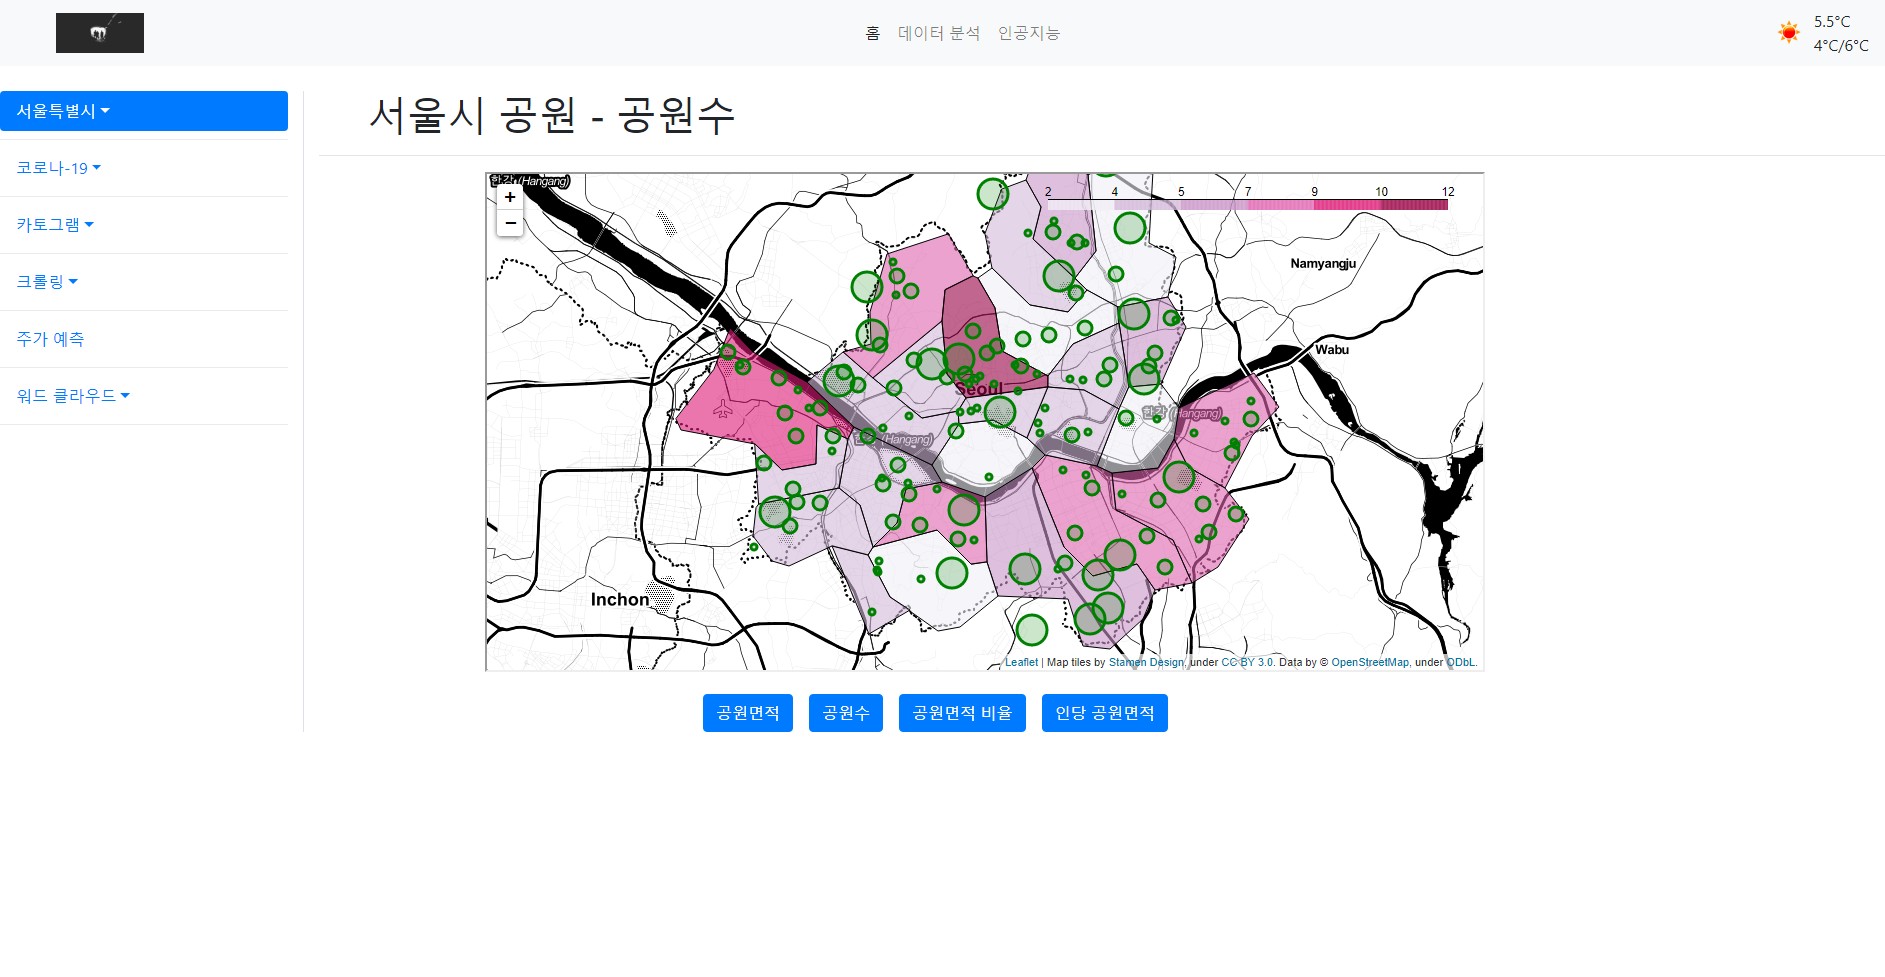 홈 데이터 분석 인공지능
5.5°C
4°C/6°C
서울특별시
코로나-19
카토그램
크롤링
주가 예측
워드 클라우드
서울시 공원 - 공원수
한강 (Hangang)
+
−
2 4 5 7 9 10 12
Namyangju
Wabu
Seoul
한강 (Hangang)
(Hangang)
Inchon
Leaflet | Map tiles by Stamen Design, under CC BY 3.0. Data by © OpenStreetMap, under ODbL.
공원면적 공원수 공원면적 비율 인당 공원면적